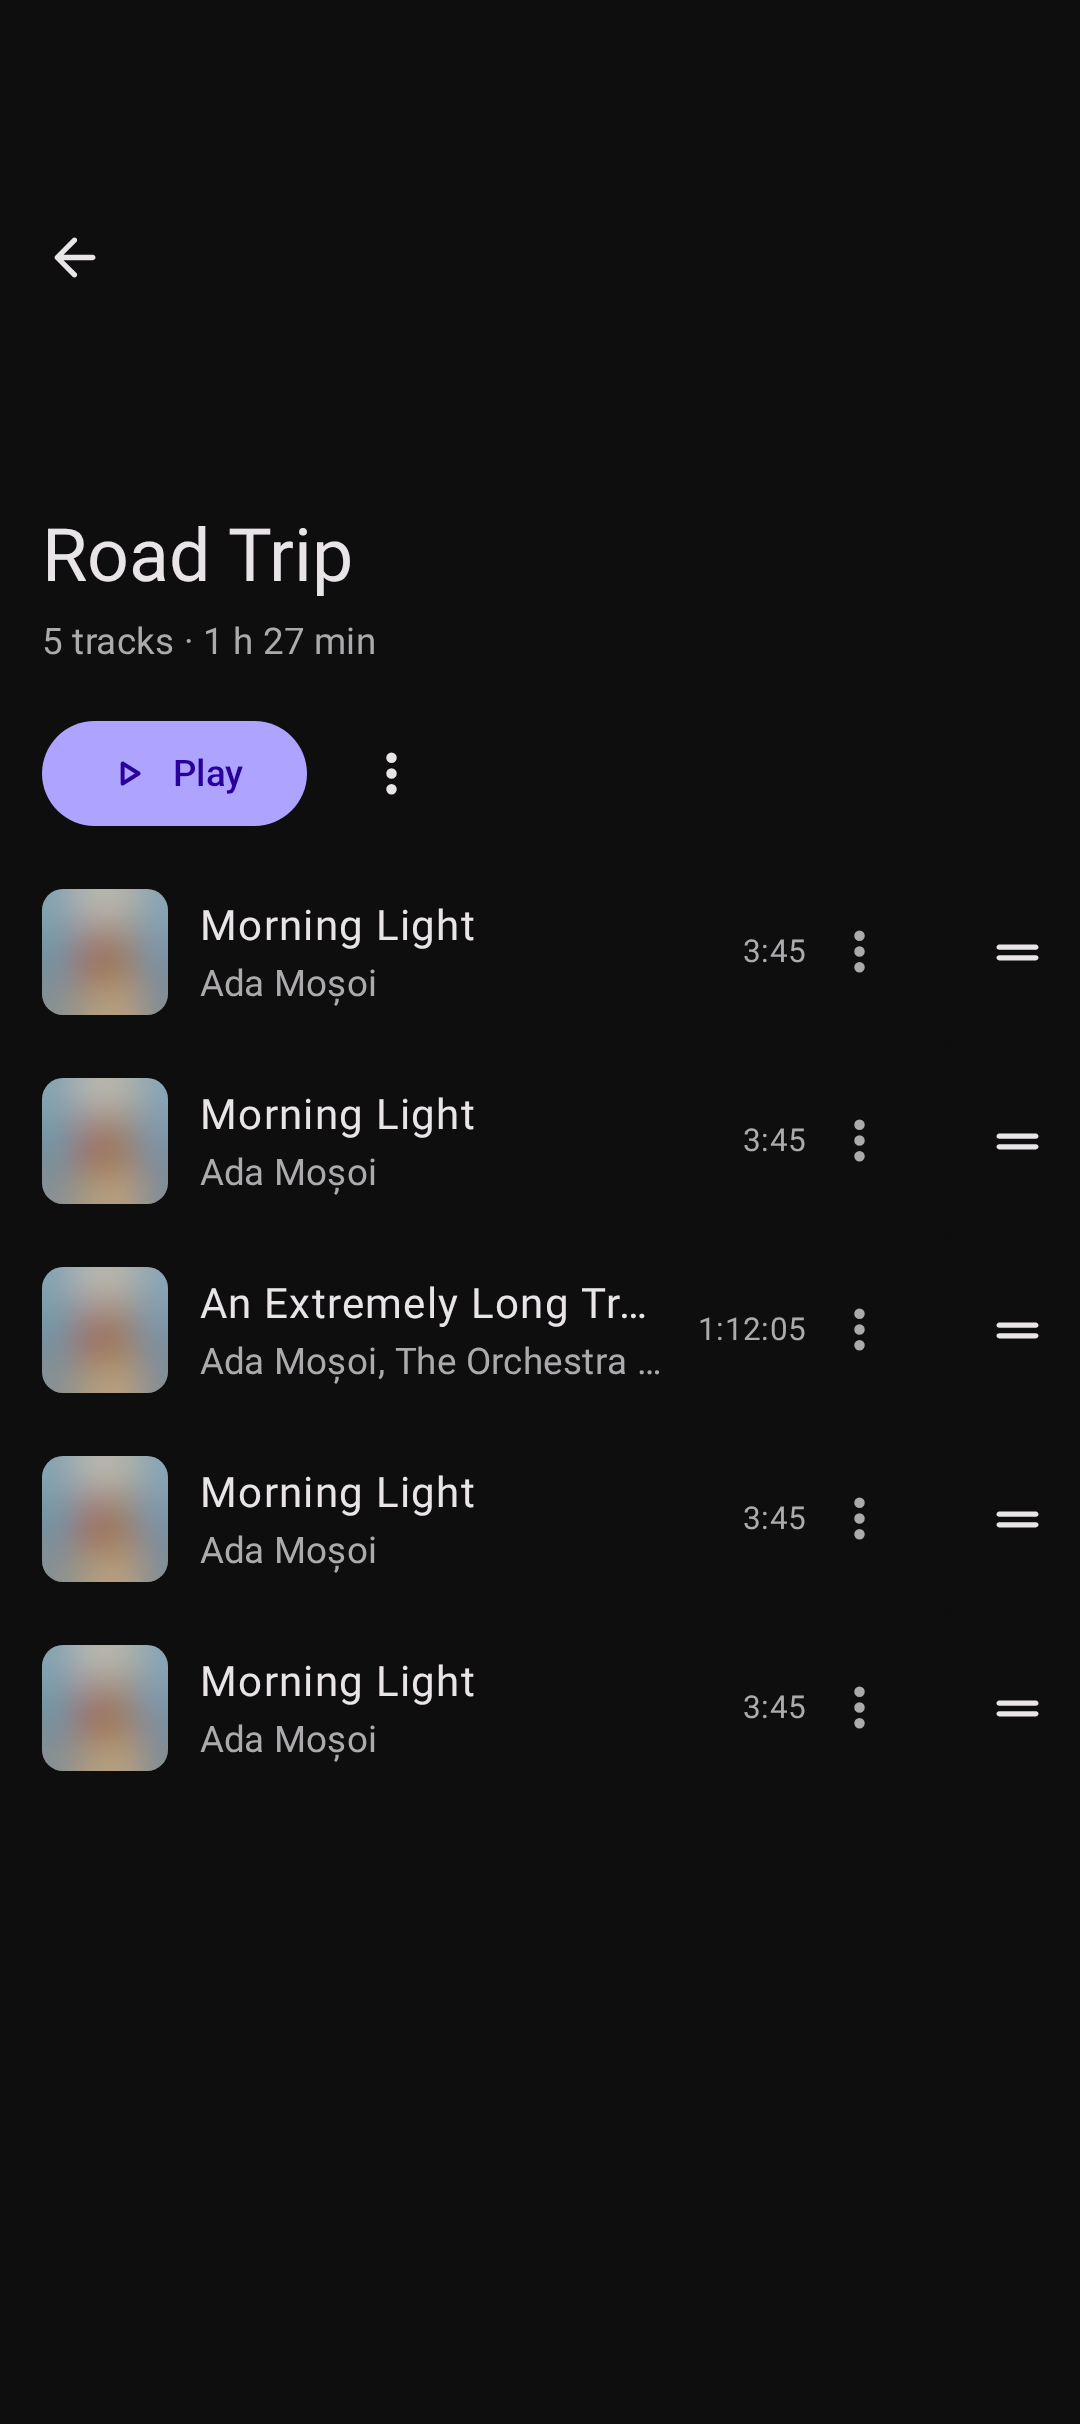 Road Trip
5 tracks · 1 h 27 min
Play
Morning Light
Ada Moșoi
3:45
Morning Light
Ada Moșoi
3:45
An Extremely Long Tr…
Ada Moșoi, The Orchestra …
1:12:05
Morning Light
Ada Moșoi
3:45
Morning Light
Ada Moșoi
3:45